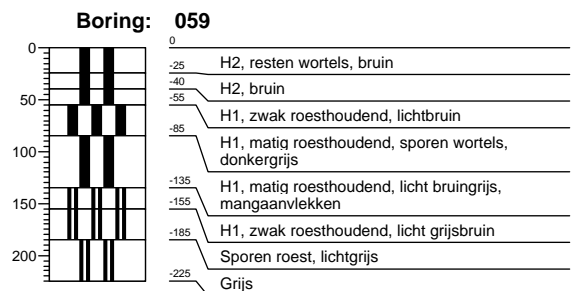 Boring: 059
0
0
-25
H2, resten wortels, bruin
-40
H2, bruin
50
-55
H1, zwak roesthoudend, lichtbruin
-85
H1, matig roesthoudend, sporen wortels,
donkergrijs
100
-135
H1, matig roesthoudend, licht bruingrijs,
mangaanvlekken
150
-155
H1, zwak roesthoudend, licht grijsbruin
-185
Sporen roest, lichtgrijs
200
-225
Grijs